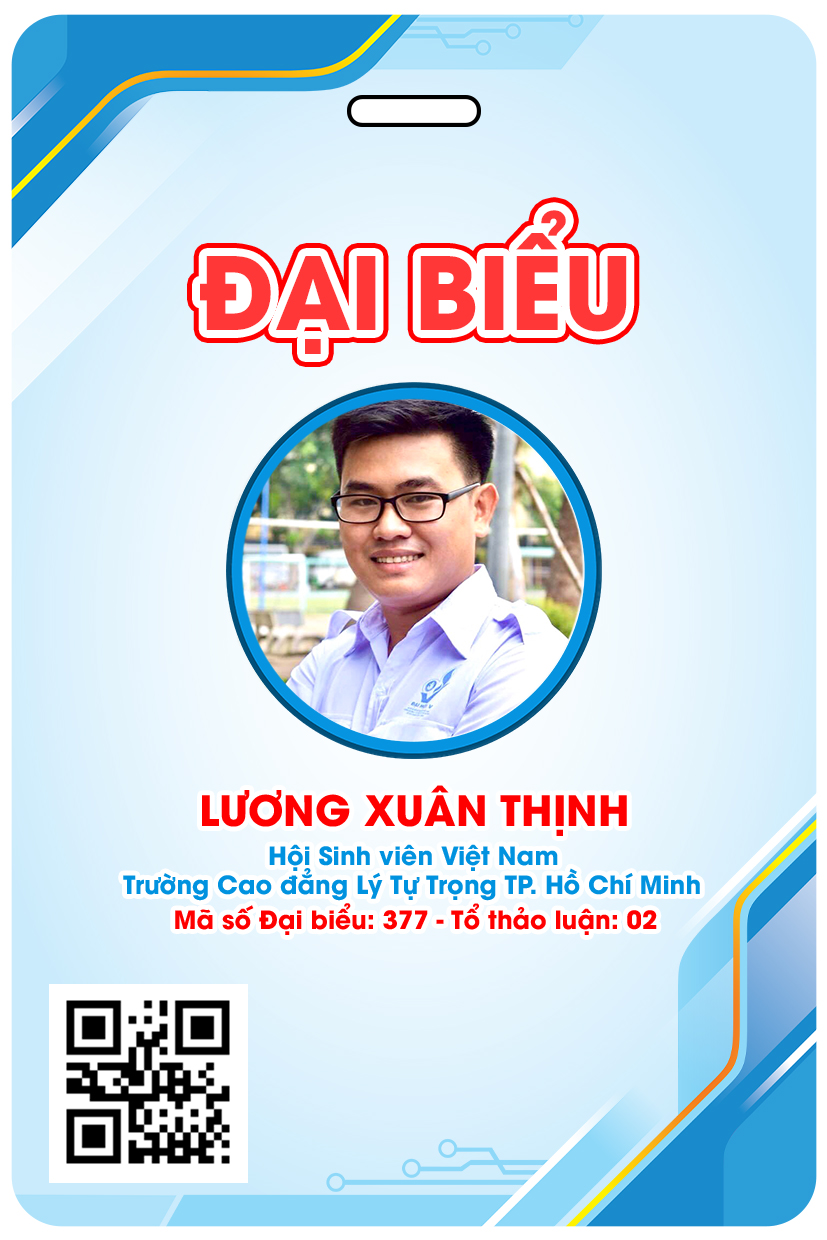 ĐẠI BIỂU
LƯƠNG XUÂN THỊNH
Hội Sinh viên Việt Nam
Trường Cao đẳng Lý Tự Trọng TP. Hồ Chí Minh
Mã số Đại biểu: 377 - Tổ thảo luận: 02